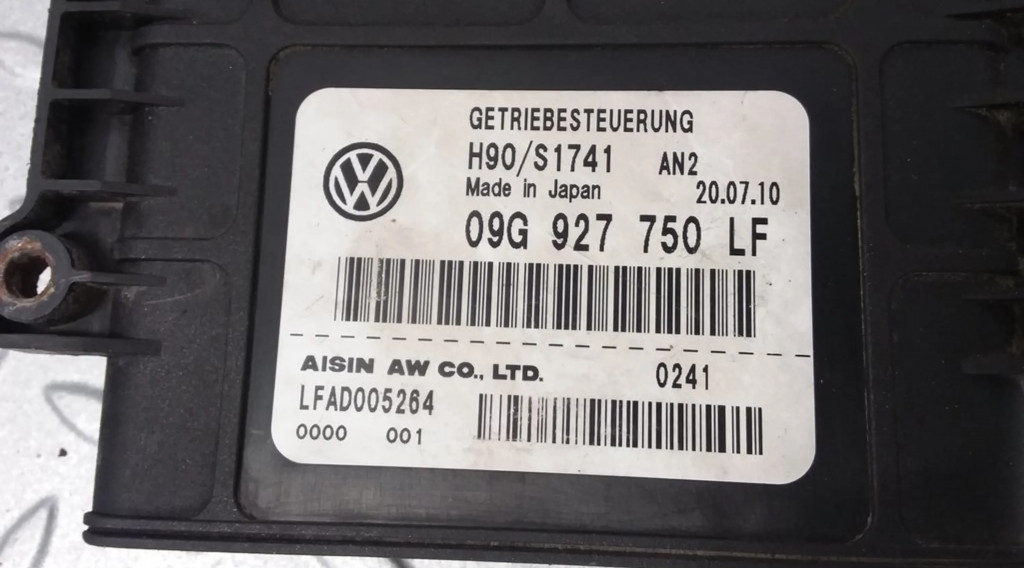 GETRIEBESTEUERUNG
H90/S1741 AN2
Made in Japan 20.07.10
09G 927 750 LF
AISIN AW CO., LTD. 0241
LFAD005264
0000 001